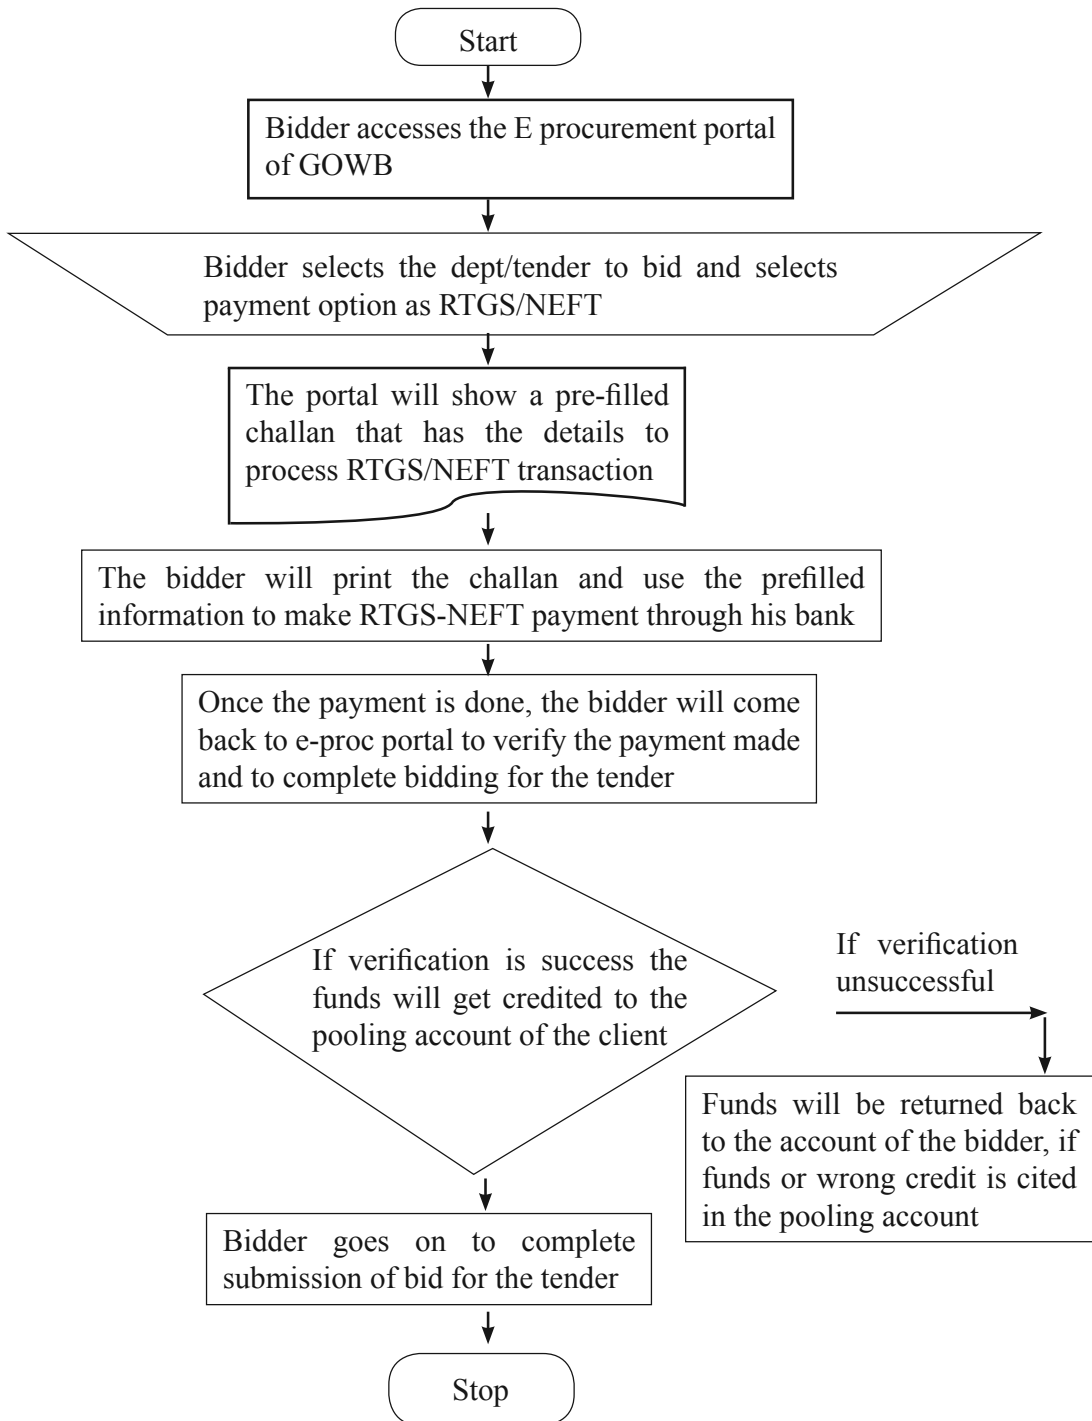 Start
Bidder accesses the E procurement portal
of GOWB
Bidder selects the dept/tender to bid and selects
payment option as RTGS/NEFT
The portal will show a pre-filled
challan that has the details to
process RTGS/NEFT transaction
The bidder will print the challan and use the prefilled
information to make RTGS-NEFT payment through his bank
Once the payment is done, the bidder will come
back to e-proc portal to verify the payment made
and to complete bidding for the tender
If verification is success the
funds will get credited to the
pooling account of the client
If verification
unsuccessful
Funds will be returned back
to the account of the bidder, if
funds or wrong credit is cited
in the pooling account
Bidder goes on to complete
submission of bid for the tender
Stop